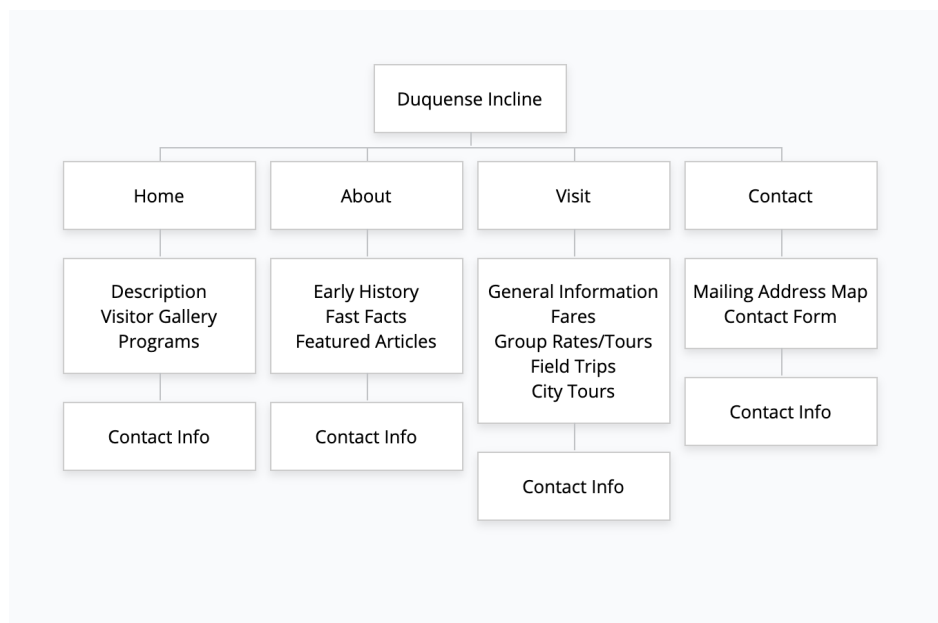 Duquense Incline
Home
About
Visit
Contact
Description
Visitor Gallery
Programs
Early History
Fast Facts
Featured Articles
General Information
Fares
Group Rates/Tours
Field Trips
City Tours
Mailing Address Map
Contact Form
Contact Info
Contact Info
Contact Info
Contact Info